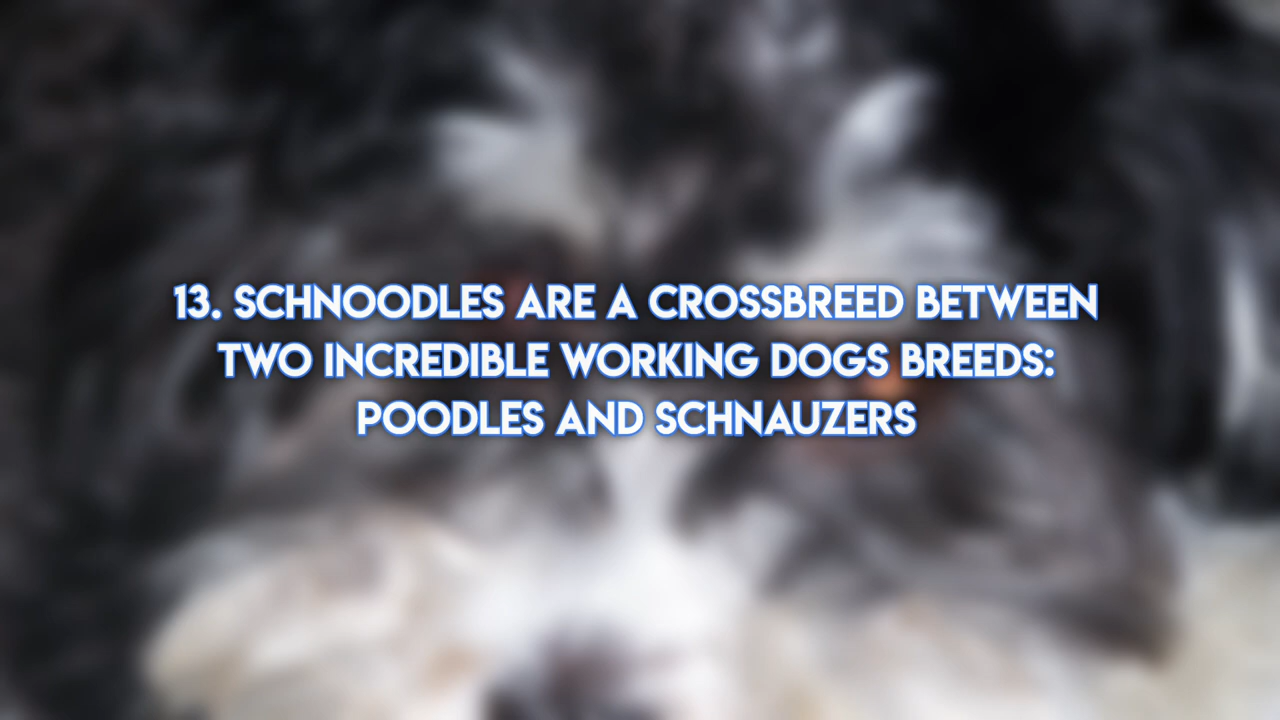 13. SCHNOODLES ARE A CROSSBREED BETWEEN
TWO INCREDIBLE WORKING DOGS BREEDS:
POODLES AND SCHNAUZERS